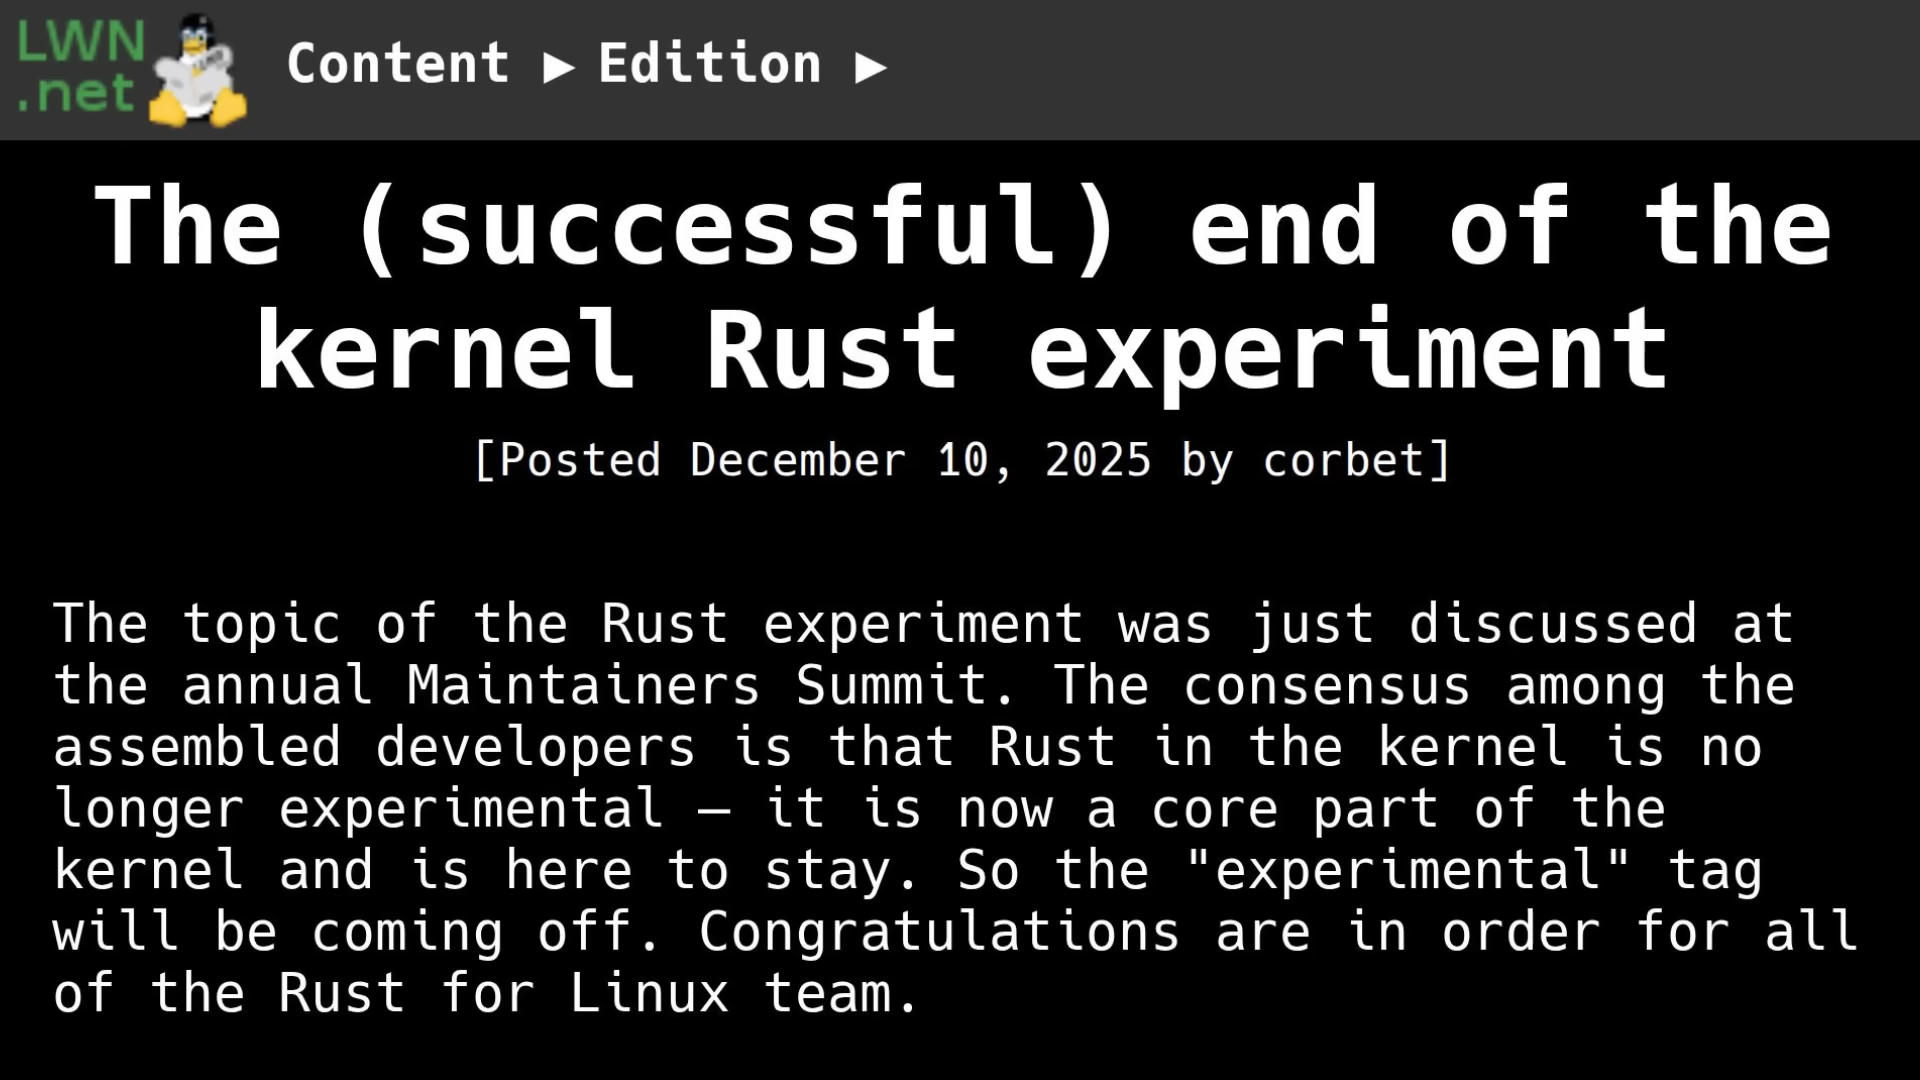 LWN
.net
Content ▶ Edition ▶
The (successful) end of the
kernel Rust experiment
[Posted December 10, 2025 by corbet]
The topic of the Rust experiment was just discussed at
the annual Maintainers Summit. The consensus among the
assembled developers is that Rust in the kernel is no
longer experimental — it is now a core part of the
kernel and is here to stay. So the "experimental" tag
will be coming off. Congratulations are in order for all
of the Rust for Linux team.